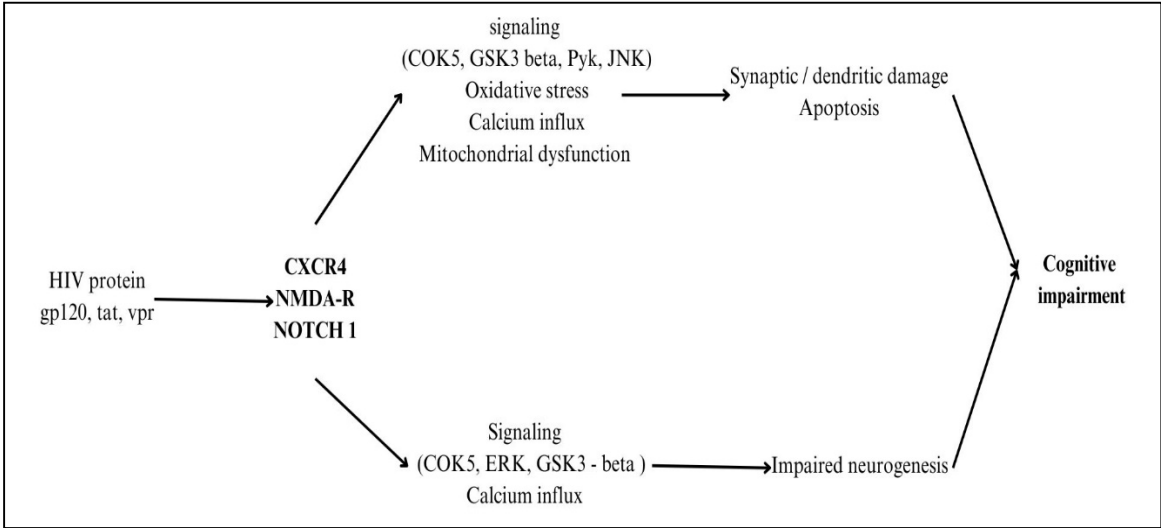 signaling
(COK5, GSK3 beta, Pyk, JNK)
Oxidative stress
Calcium influx
Mitochondrial dysfunction
Synaptic / dendritic damage
Apoptosis
HIV protein
gp120, tat, vpr
CXCR4
NMDA-R
NOTCH 1
Cognitive
impairment
Signaling
(COK5, ERK, GSK3 - beta )
Calcium influx
Impaired neurogenesis